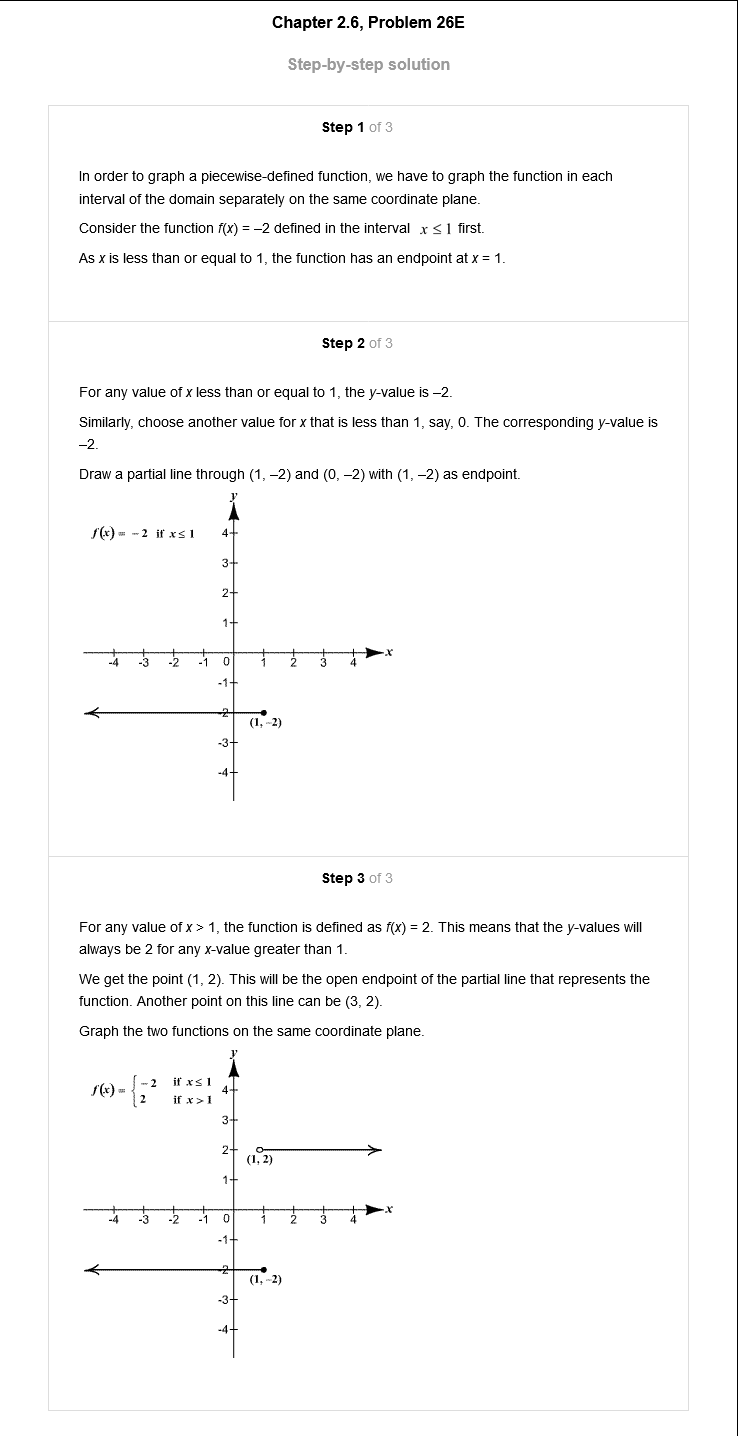 Chapter 2.6, Problem 26E
Step-by-step solution
Step 1 of 3
In order to graph a piecewise-defined function, we have to graph the function in each
interval of the domain separately on the same coordinate plane.
Consider the function f(x) = –2 defined in the interval x ≤ 1 first.
As x is less than or equal to 1, the function has an endpoint at x = 1.
Step 2 of 3
For any value of x less than or equal to 1, the y-value is –2.
Similarly, choose another value for x that is less than 1, say, 0. The corresponding y-value is
–2.
Draw a partial line through (1, –2) and (0, –2) with (1, –2) as endpoint.
y
f(x) = -2 if x ≤ 1
4
3
2
1
x
-4 -3 -2 -1 0 1 2 3 4
-1
-2
(1, -2)
-3
-4
Step 3 of 3
For any value of x > 1, the function is defined as f(x) = 2. This means that the y-values will
always be 2 for any x-value greater than 1.
We get the point (1, 2). This will be the open endpoint of the partial line that represents the
function. Another point on this line can be (3, 2).
Graph the two functions on the same coordinate plane.
y
f(x) = { -2 if x ≤ 1
2 if x > 1
4
3
2
(1, 2)
1
x
-4 -3 -2 -1 0 1 2 3 4
-1
-2
(1, -2)
-3
-4